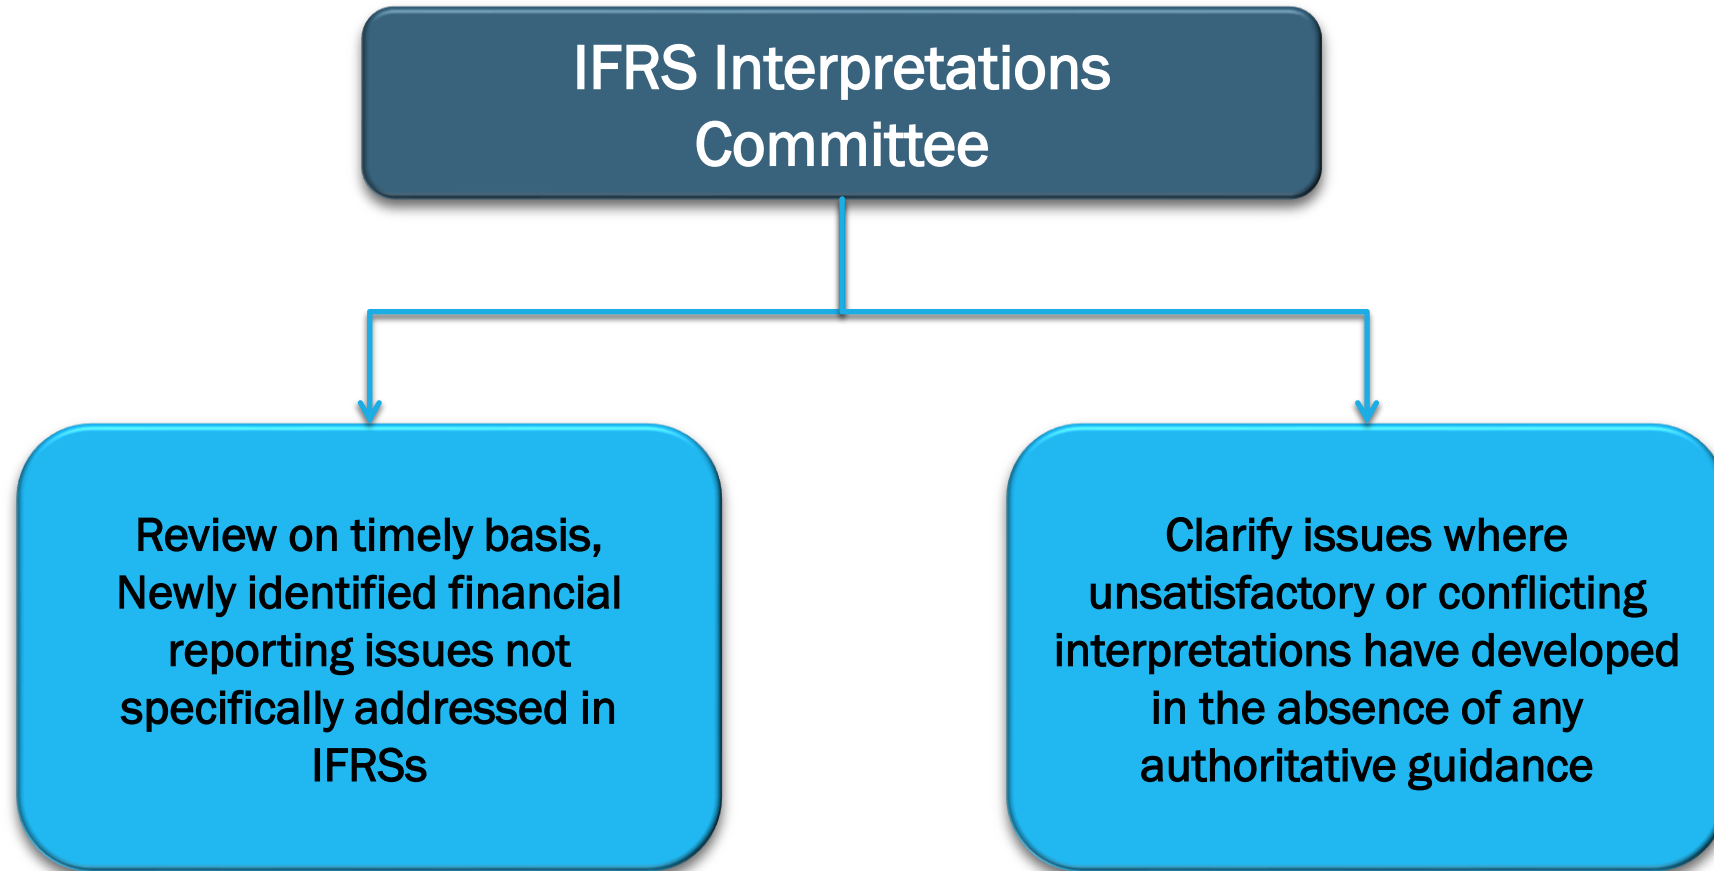 IFRS Interpretations
Committee
Review on timely basis,
Newly identified financial
reporting issues not
specifically addressed in
IFRSs
Clarify issues where
unsatisfactory or conflicting
interpretations have developed
in the absence of any
authoritative guidance